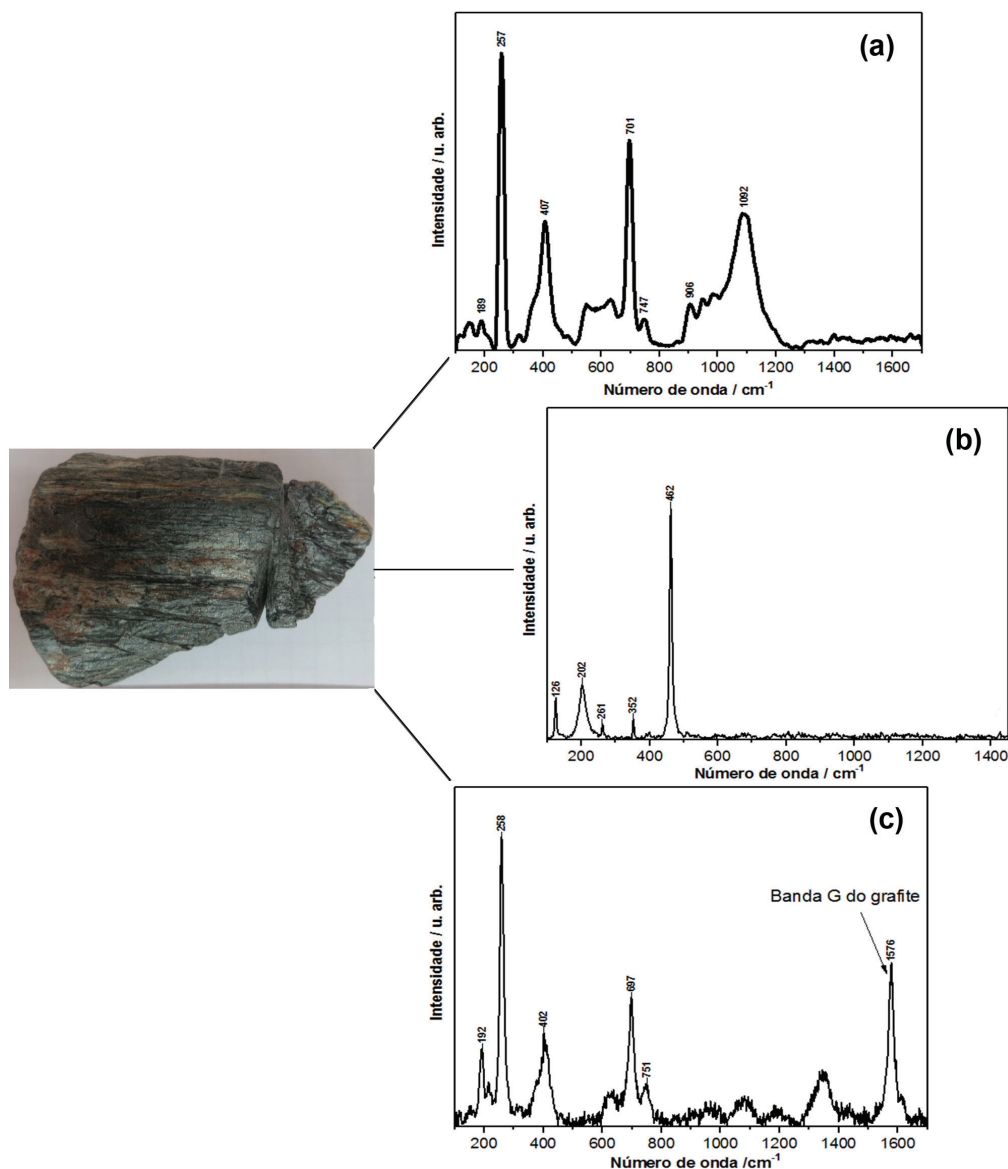 (a)
257
701
407
1092
189
747
906
Intensidade / u. arb.
200 400 600 800 1000 1200 1400 1600
Número de onda / cm⁻¹
(b)
462
126
202
261
352
Intensidade / u. arb.
200 400 600 800 1000 1200 1400
Número de onda / cm⁻¹
(c)
258
Banda G do grafite
1576
697
402
192
751
Intensidade / u. arb.
200 400 600 800 1000 1200 1400 1600
Número de onda / cm⁻¹